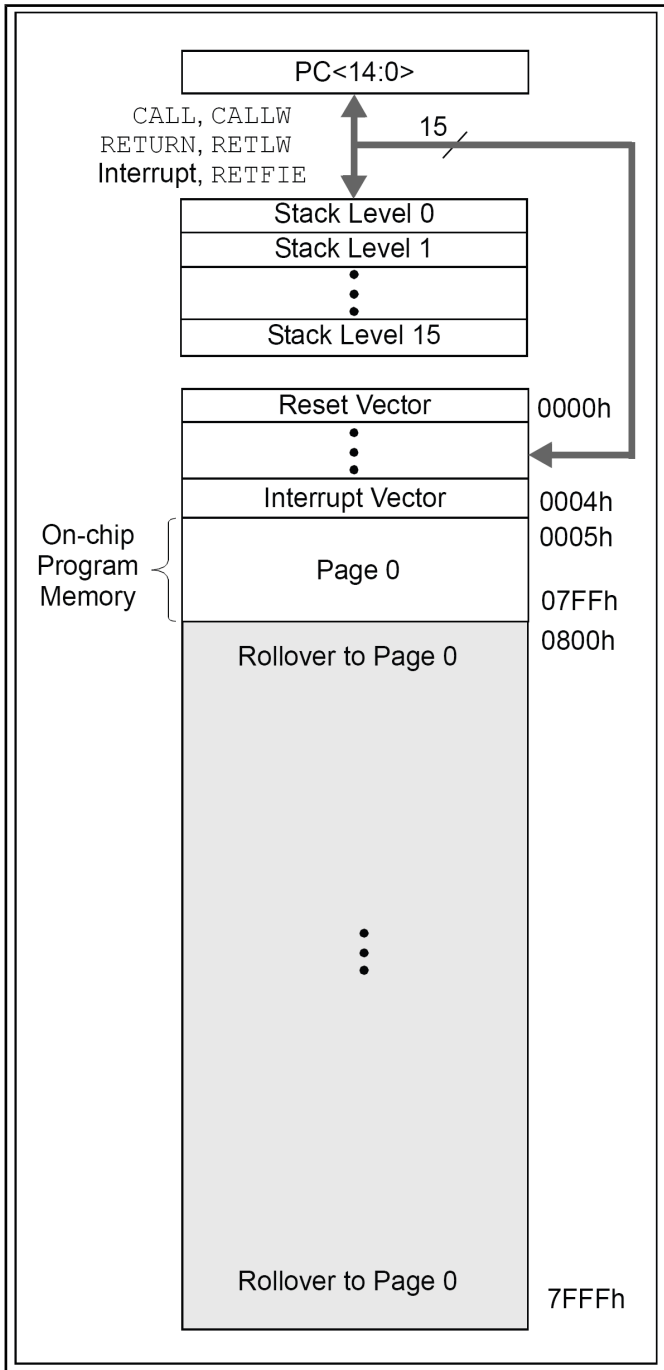 PC<14:0>
CALL, CALLW
RETURN, RETLW
Interrupt, RETFIE
15
Stack Level 0
Stack Level 1
Stack Level 15
Reset Vector
0000h
Interrupt Vector
0004h
On-chip
Program
Memory
Page 0
0005h
07FFh
Rollover to Page 0
0800h
Rollover to Page 0
7FFFh